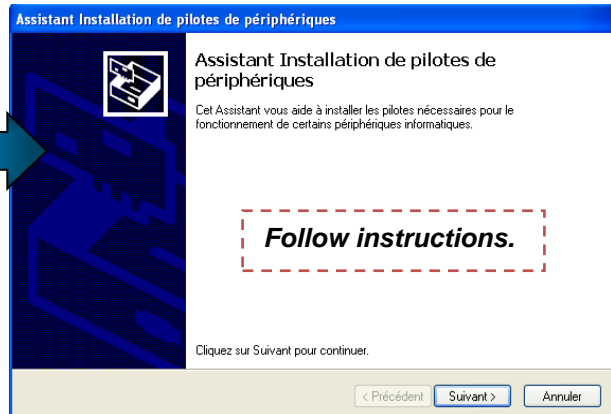 Assistant Installation de pilotes de périphériques
Assistant Installation de pilotes de
périphériques
Cet Assistant vous aide à installer les pilotes nécessaires pour le
fonctionnement de certains périphériques informatiques.
Follow instructions.
Cliquez sur Suivant pour continuer.
< Précédent Suivant > Annuler